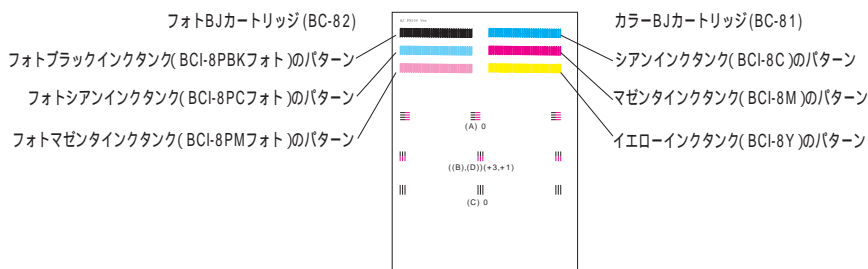 フォトBJカートリッジ(BC-82)
フォトブラックインクタンク(BCI-8PBKフォト)のパターン
フォトシアンインクタンク(BCI-8PCフォト)のパターン
フォトマゼンタインクタンク(BCI-8PMフォト)のパターン
カラーBJカートリッジ(BC-81)
シアンインクタンク(BCI-8C)のパターン
マゼンタインクタンク(BCI-8M)のパターン
イエローインクタンク(BCI-8Y)のパターン
(A) 0
((B),(D))(+3,+1)
(C) 0